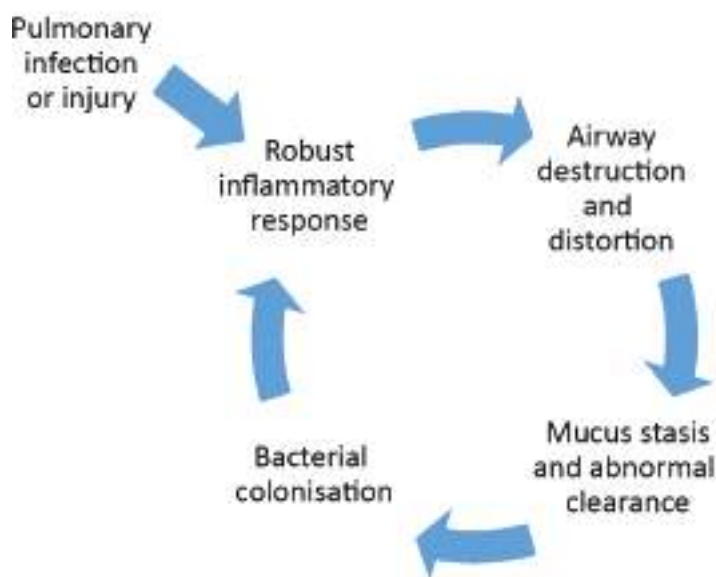 Pulmonary
infection
or injury
Robust
inflammatory
response
Airway
destruction
and
distortion
Mucus stasis
and abnormal
clearance
Bacterial
colonisation